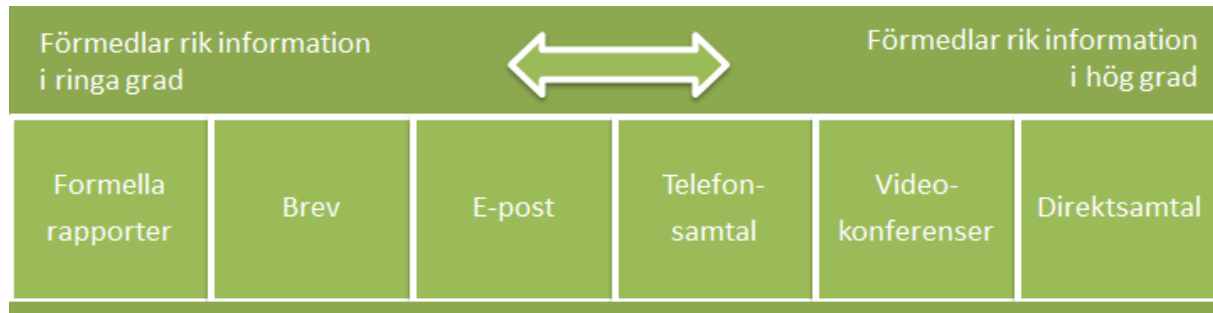 Förmedlar rik information
i ringa grad
Förmedlar rik information
i hög grad
Formella
rapporter
Brev
E-post
Telefon-
samtal
Video-
konferenser
Direktsamtal